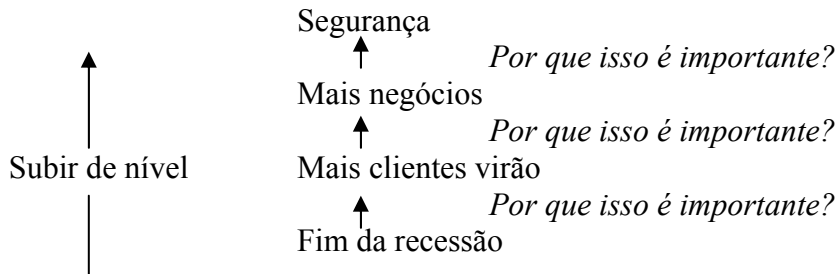 Segurança
Por que isso é importante?
Mais negócios
Por que isso é importante?
Subir de nível
Mais clientes virão
Por que isso é importante?
Fim da recessão